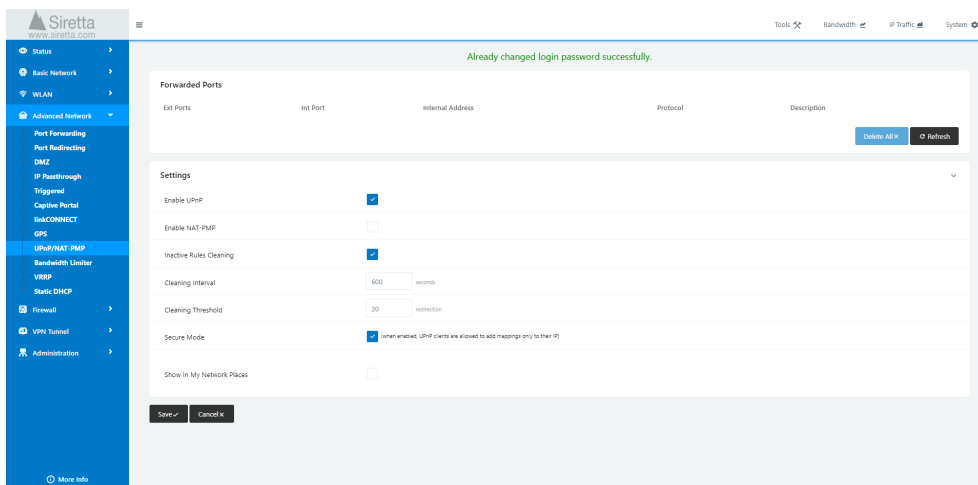 Siretta
www.siretta.com
Tools
Bandwidth
IP Traffic
System
Already changed login password successfully.
Status
Basic Network
WLAN
Advanced Network
Port Forwarding
Port Redirecting
DMZ
IP Passthrough
Triggered
Captive Portal
linkCONNECT
GPS
UPnP/NAT-PMP
Bandwidth Limiter
VRRP
Static DHCP
Firewall
VPN Tunnel
Administration
More Info
Forwarded Ports
Ext Ports Int Port Internal Address Protocol Description
Delete All × Refresh
Settings
Enable UPnP
Enable NAT-PMP
Inactive Rules Cleaning
Cleaning Interval 600 seconds
Cleaning Threshold 20 redirection
Secure Mode (when enabled, UPnP clients are allowed to add mappings only to their IP)
Show In My Network Places
Save Cancel ×